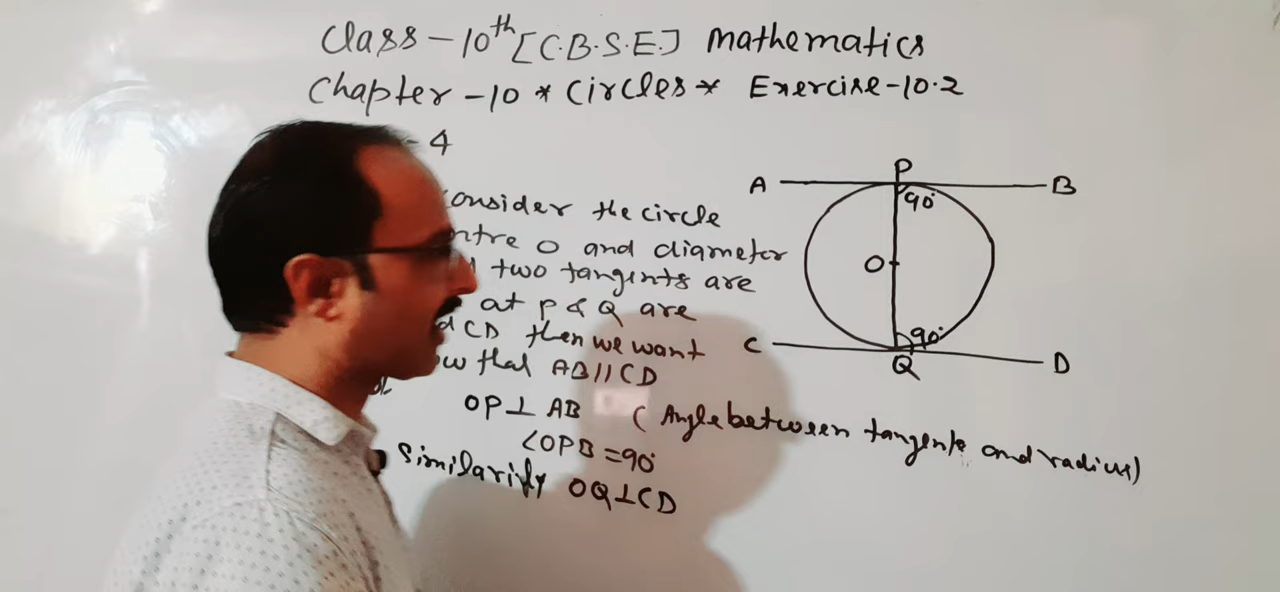 Class - 10th [C.B.S.E.] Mathematics
Chapter - 10 * Circles * Exercise - 10.2
- 4
onsider the circle
ntre O and diameter
two tangents are
at P & Q are
d CD then we want
ow that AB || CD
OP ⊥ AB ( Angle between tangents and radius)
∠OPB = 90°
Similarily OQ ⊥ CD
P
A B
90°
O
90°
C D
Q